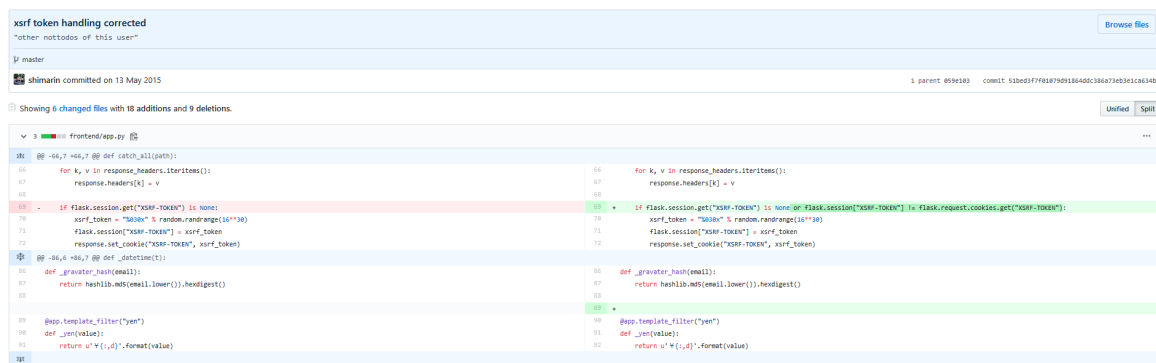 xsrf token handling corrected
Browse files
"other nottodos of this user"
master
shimarin committed on 13 May 2015
1 parent 059e103 commit 51bed3f7f01079d91864ddc386a73eb3e1ca634b
Showing 6 changed files with 18 additions and 9 deletions.
Unified Split
3 frontend/app.py
@@ -66,7 +66,7 @@ def catch_all(path):
66 for k, v in response_headers.iteritems(): 66 for k, v in response_headers.iteritems():
67 response.headers[k] = v 67 response.headers[k] = v
68 68
69 - if flask.session.get("XSRF-TOKEN") is None: 69 + if flask.session.get("XSRF-TOKEN") is None or flask.session["XSRF-TOKEN"] != flask.request.cookies.get("XSRF-TOKEN"):
70 xsrf_token = "%030x" % random.randrange(16**30) 70 xsrf_token = "%030x" % random.randrange(16**30)
71 flask.session["XSRF-TOKEN"] = xsrf_token 71 flask.session["XSRF-TOKEN"] = xsrf_token
72 response.set_cookie("XSRF-TOKEN", xsrf_token) 72 response.set_cookie("XSRF-TOKEN", xsrf_token)
@@ -86,6 +86,7 @@ def _datetime(t):
86 def _gravater_hash(email): 86 def _gravater_hash(email):
87 return hashlib.md5(email.lower()).hexdigest() 87 return hashlib.md5(email.lower()).hexdigest()
88 88
89 +
89 @app.template_filter("yen") 90 @app.template_filter("yen")
90 def _yen(value): 91 def _yen(value):
91 return u'¥{:,d}'.format(value) 92 return u'¥{:,d}'.format(value)